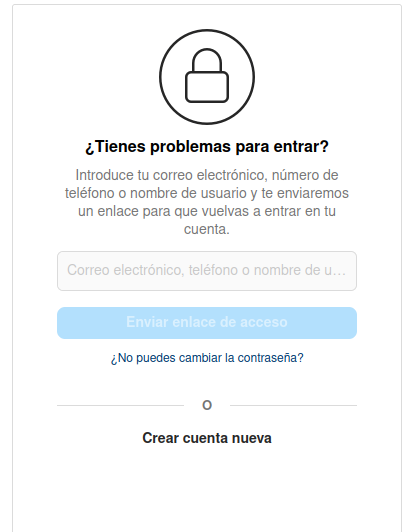 ¿Tienes problemas para entrar?
Introduce tu correo electrónico, número de
teléfono o nombre de usuario y te enviaremos
un enlace para que vuelvas a entrar en tu
cuenta.
Correo electrónico, teléfono o nombre de u…
Enviar enlace de acceso
¿No puedes cambiar la contraseña?
O
Crear cuenta nueva